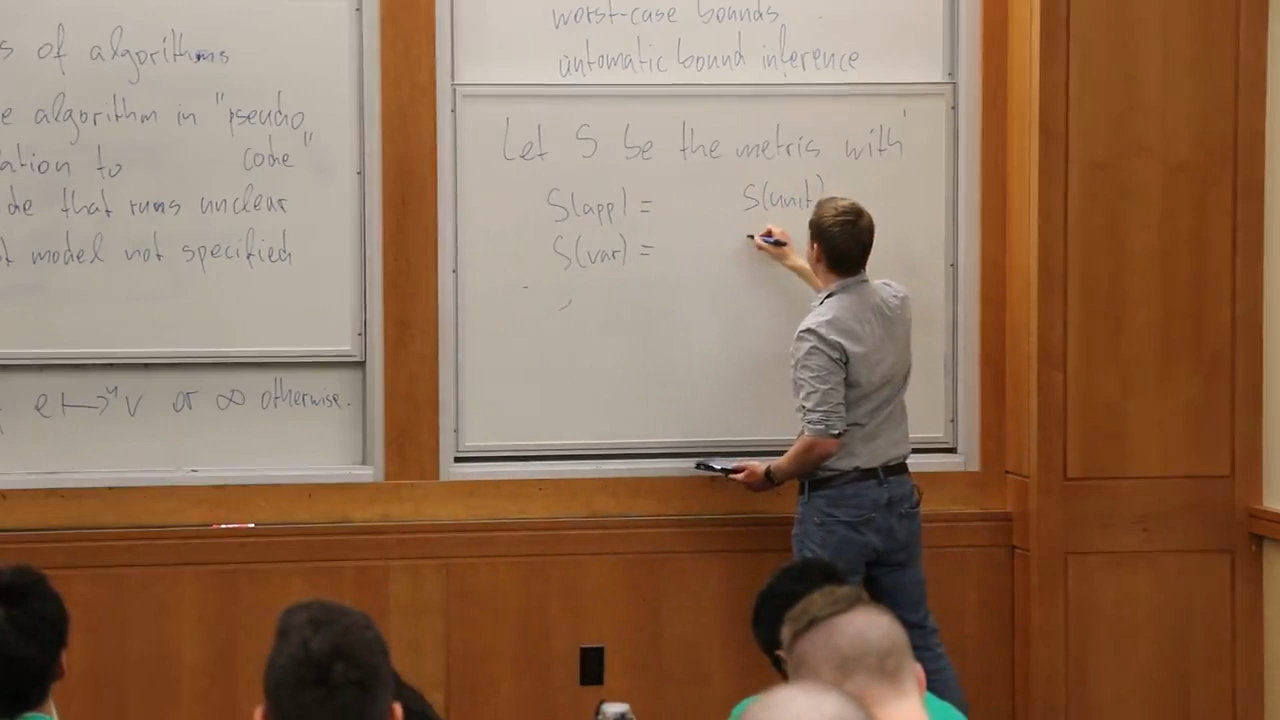 s of algorithms
e algorithm in "pseudo
ation to code"
de that runs unclear
t model not specified
e ↦ⁿ v or ∞ otherwise.
worst-case bounds
automatic bound inference
Let S be the metris with
S(app) = S(unit)
S(var) =